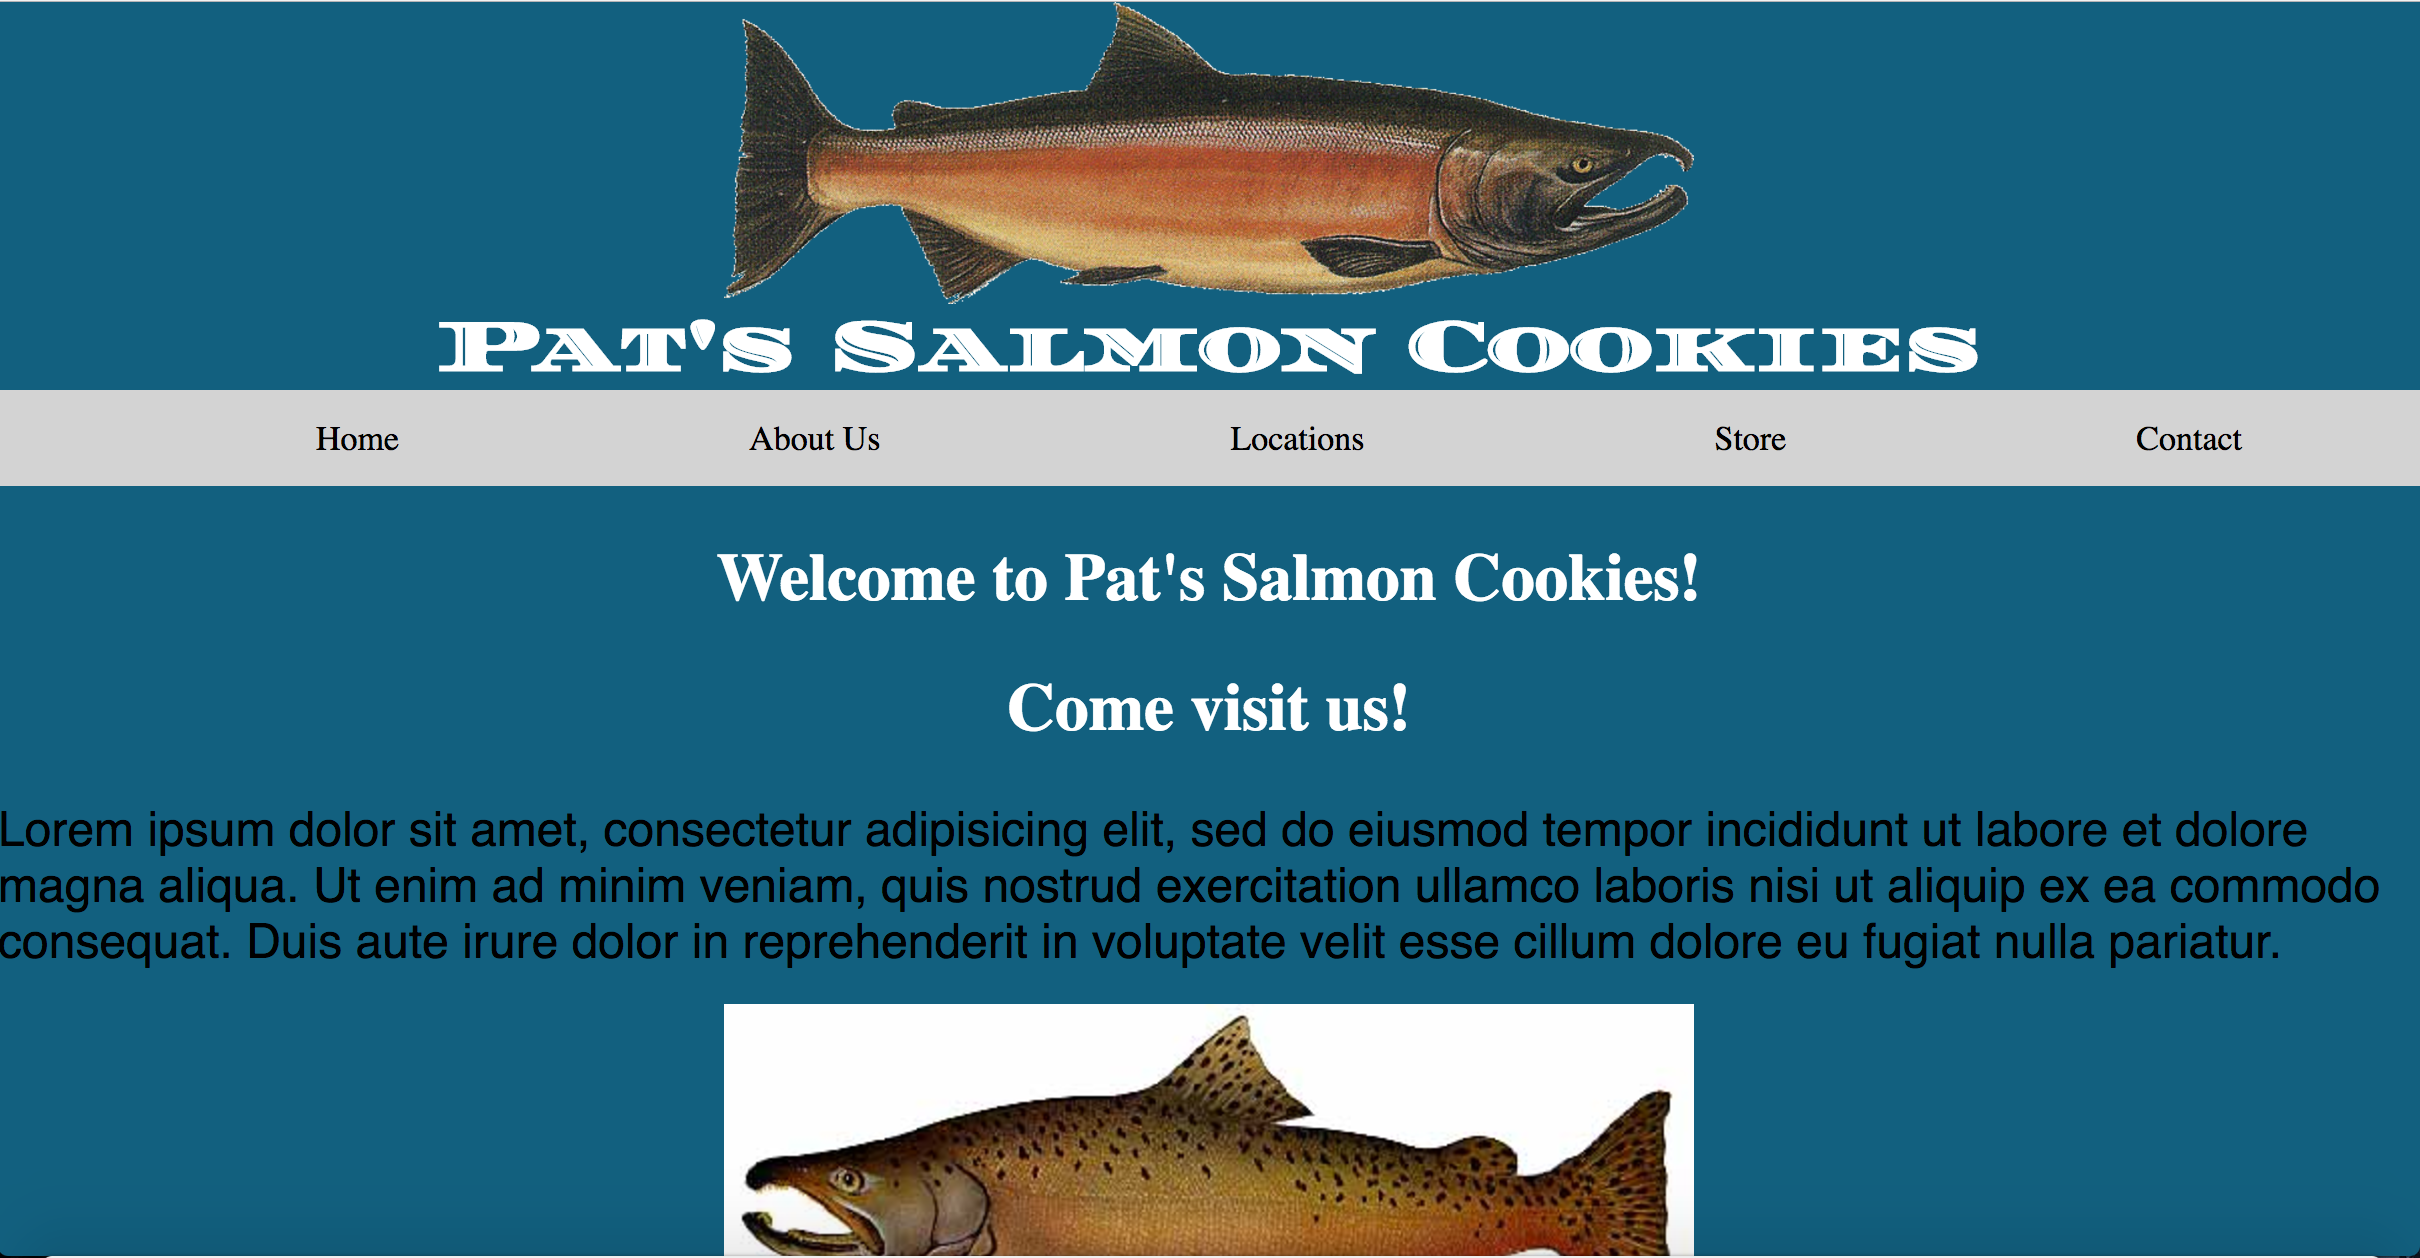 Pat's Salmon Cookies
Home About Us Locations Store Contact
Welcome to Pat's Salmon Cookies!
Come visit us!
Lorem ipsum dolor sit amet, consectetur adipisicing elit, sed do eiusmod tempor incididunt ut labore et dolore
magna aliqua. Ut enim ad minim veniam, quis nostrud exercitation ullamco laboris nisi ut aliquip ex ea commodo
consequat. Duis aute irure dolor in reprehenderit in voluptate velit esse cillum dolore eu fugiat nulla pariatur.